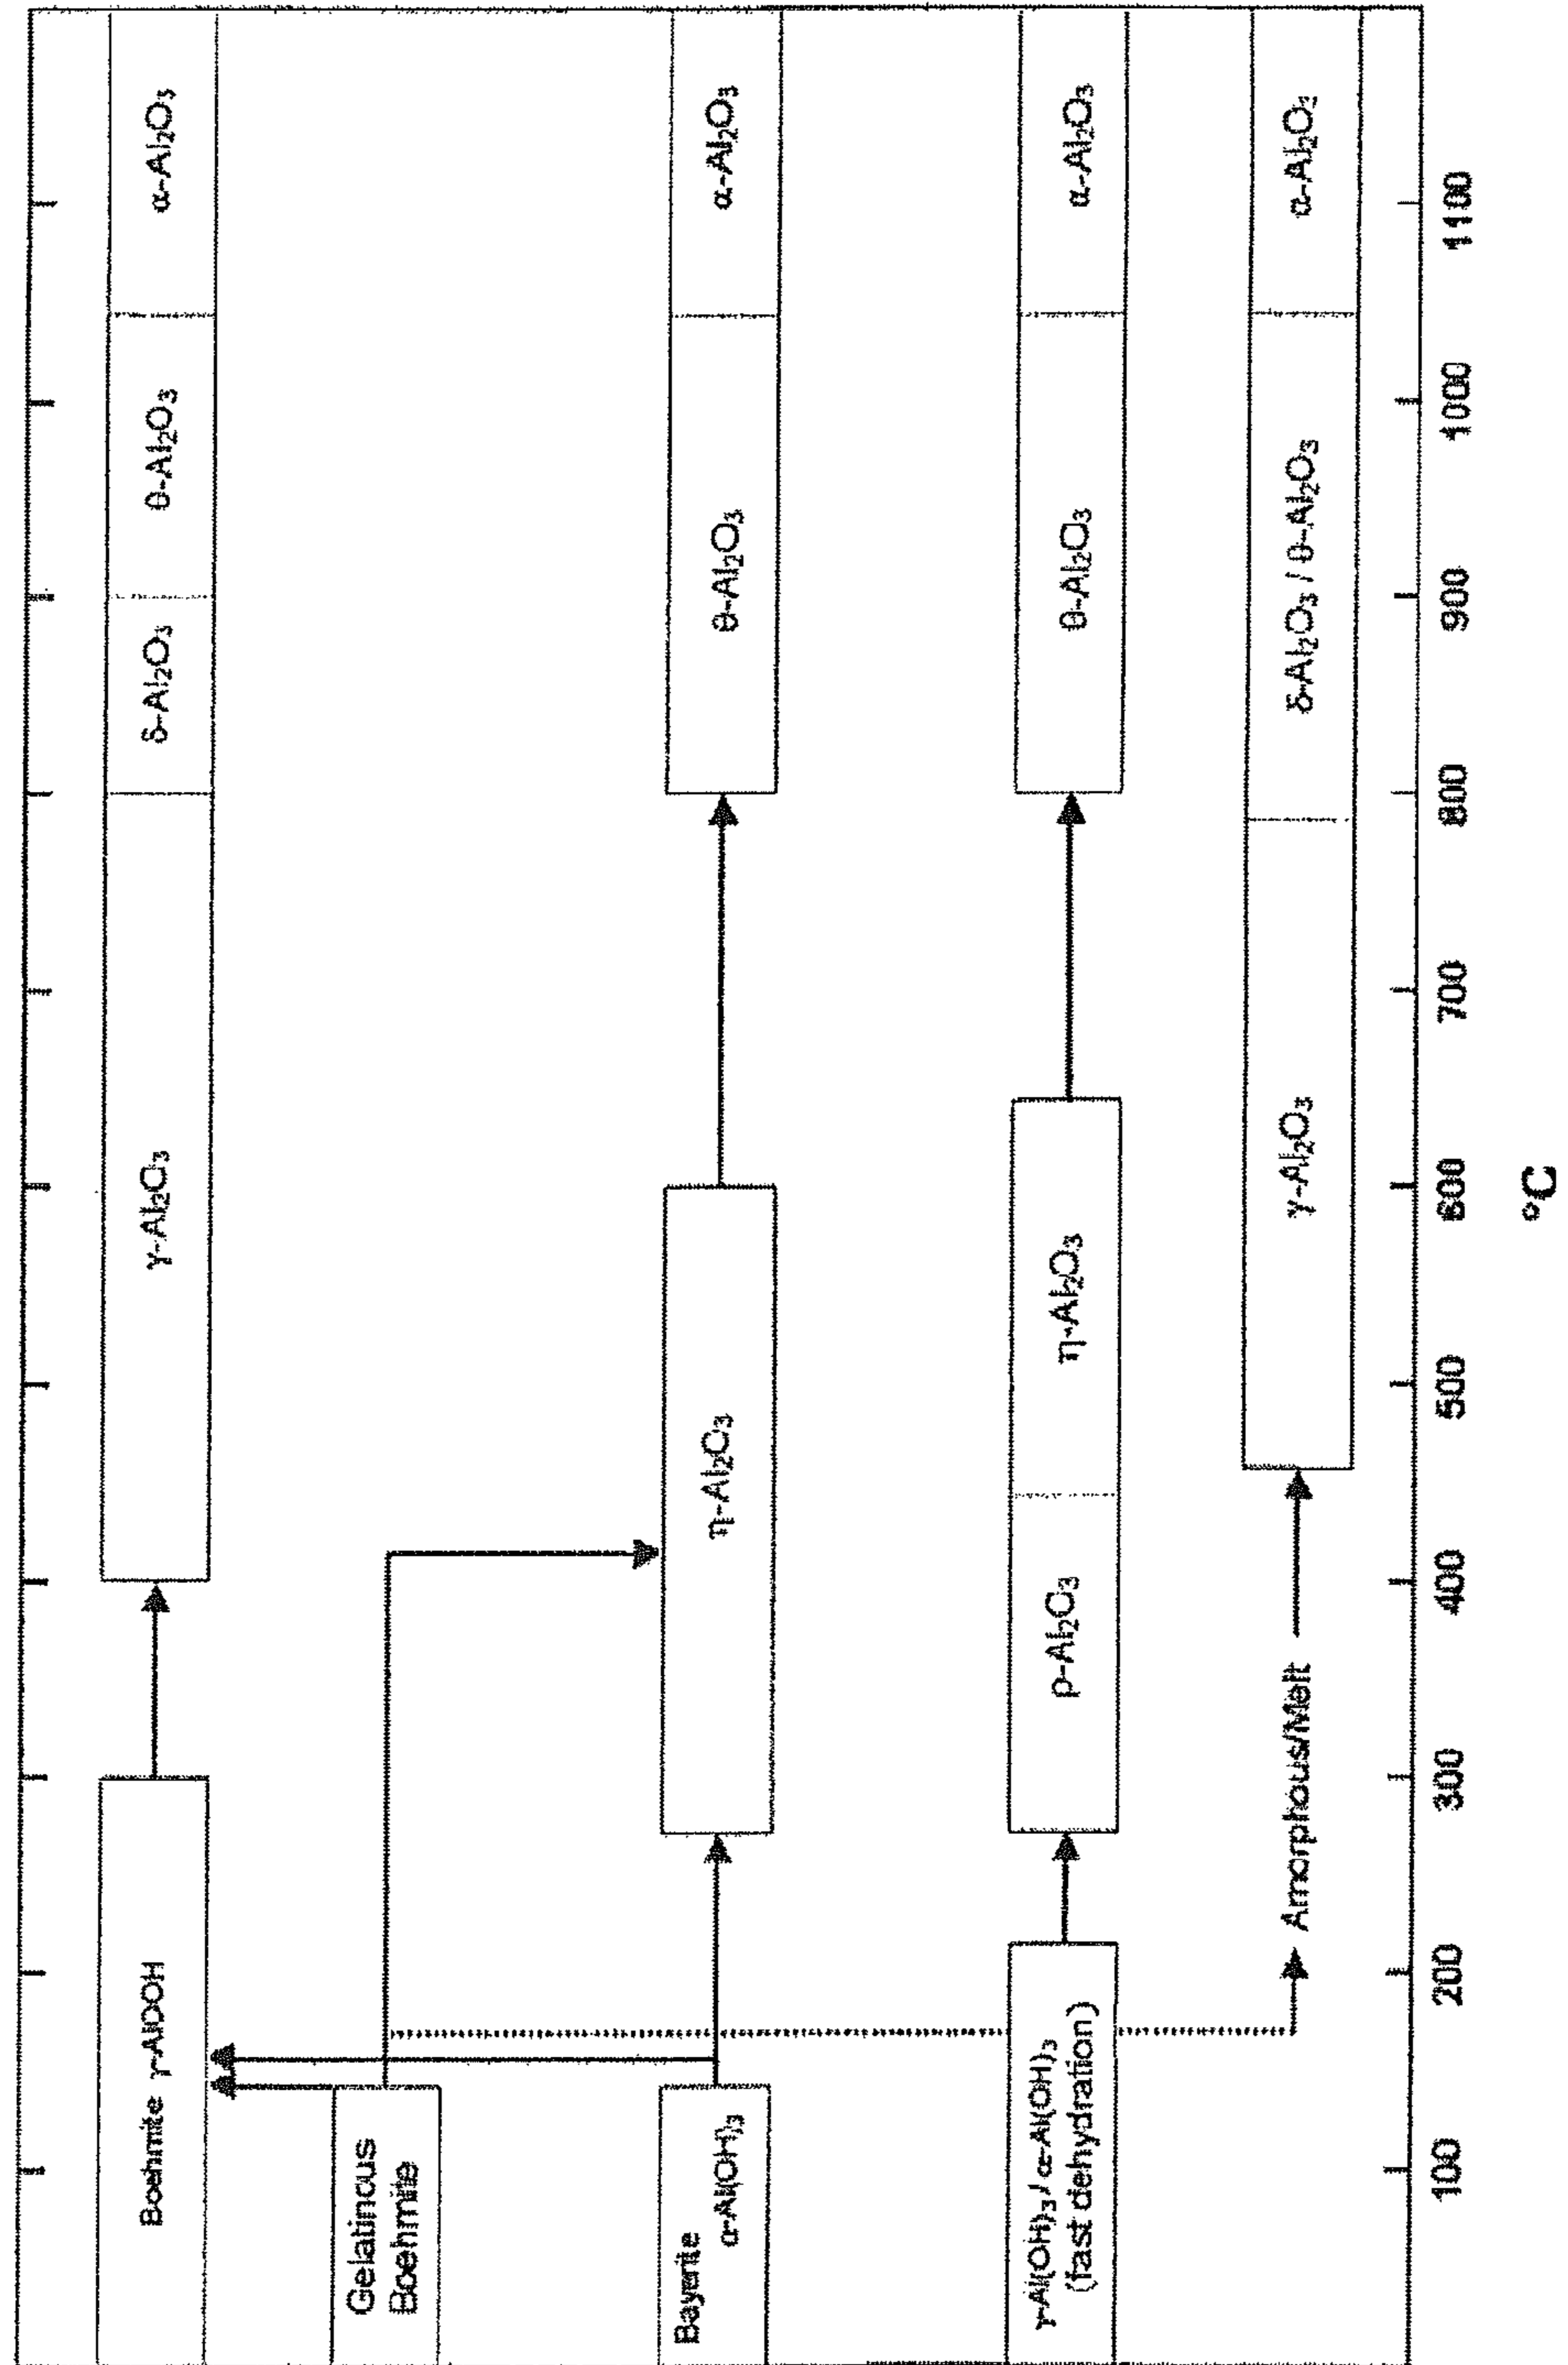 Boehmite γ-AlOOH
γ-Al₂O₃
δ-Al₂O₃
θ-Al₂O₃
α-Al₂O₃
Gelatinous
Boehmite
Bayerite
α-Al(OH)₃
η-Al₂O₃
θ-Al₂O₃
α-Al₂O₃
γ-Al(OH)₃ / α-Al(OH)₃
(fast dehydration)
ρ-Al₂O₃
η-Al₂O₃
θ-Al₂O₃
α-Al₂O₃
Amorphous/Melt
γ-Al₂O₃
δ-Al₂O₃ / θ-Al₂O₃
α-Al₂O₃
100 200 300 400 500 600 700 800 900 1000 1100
°C